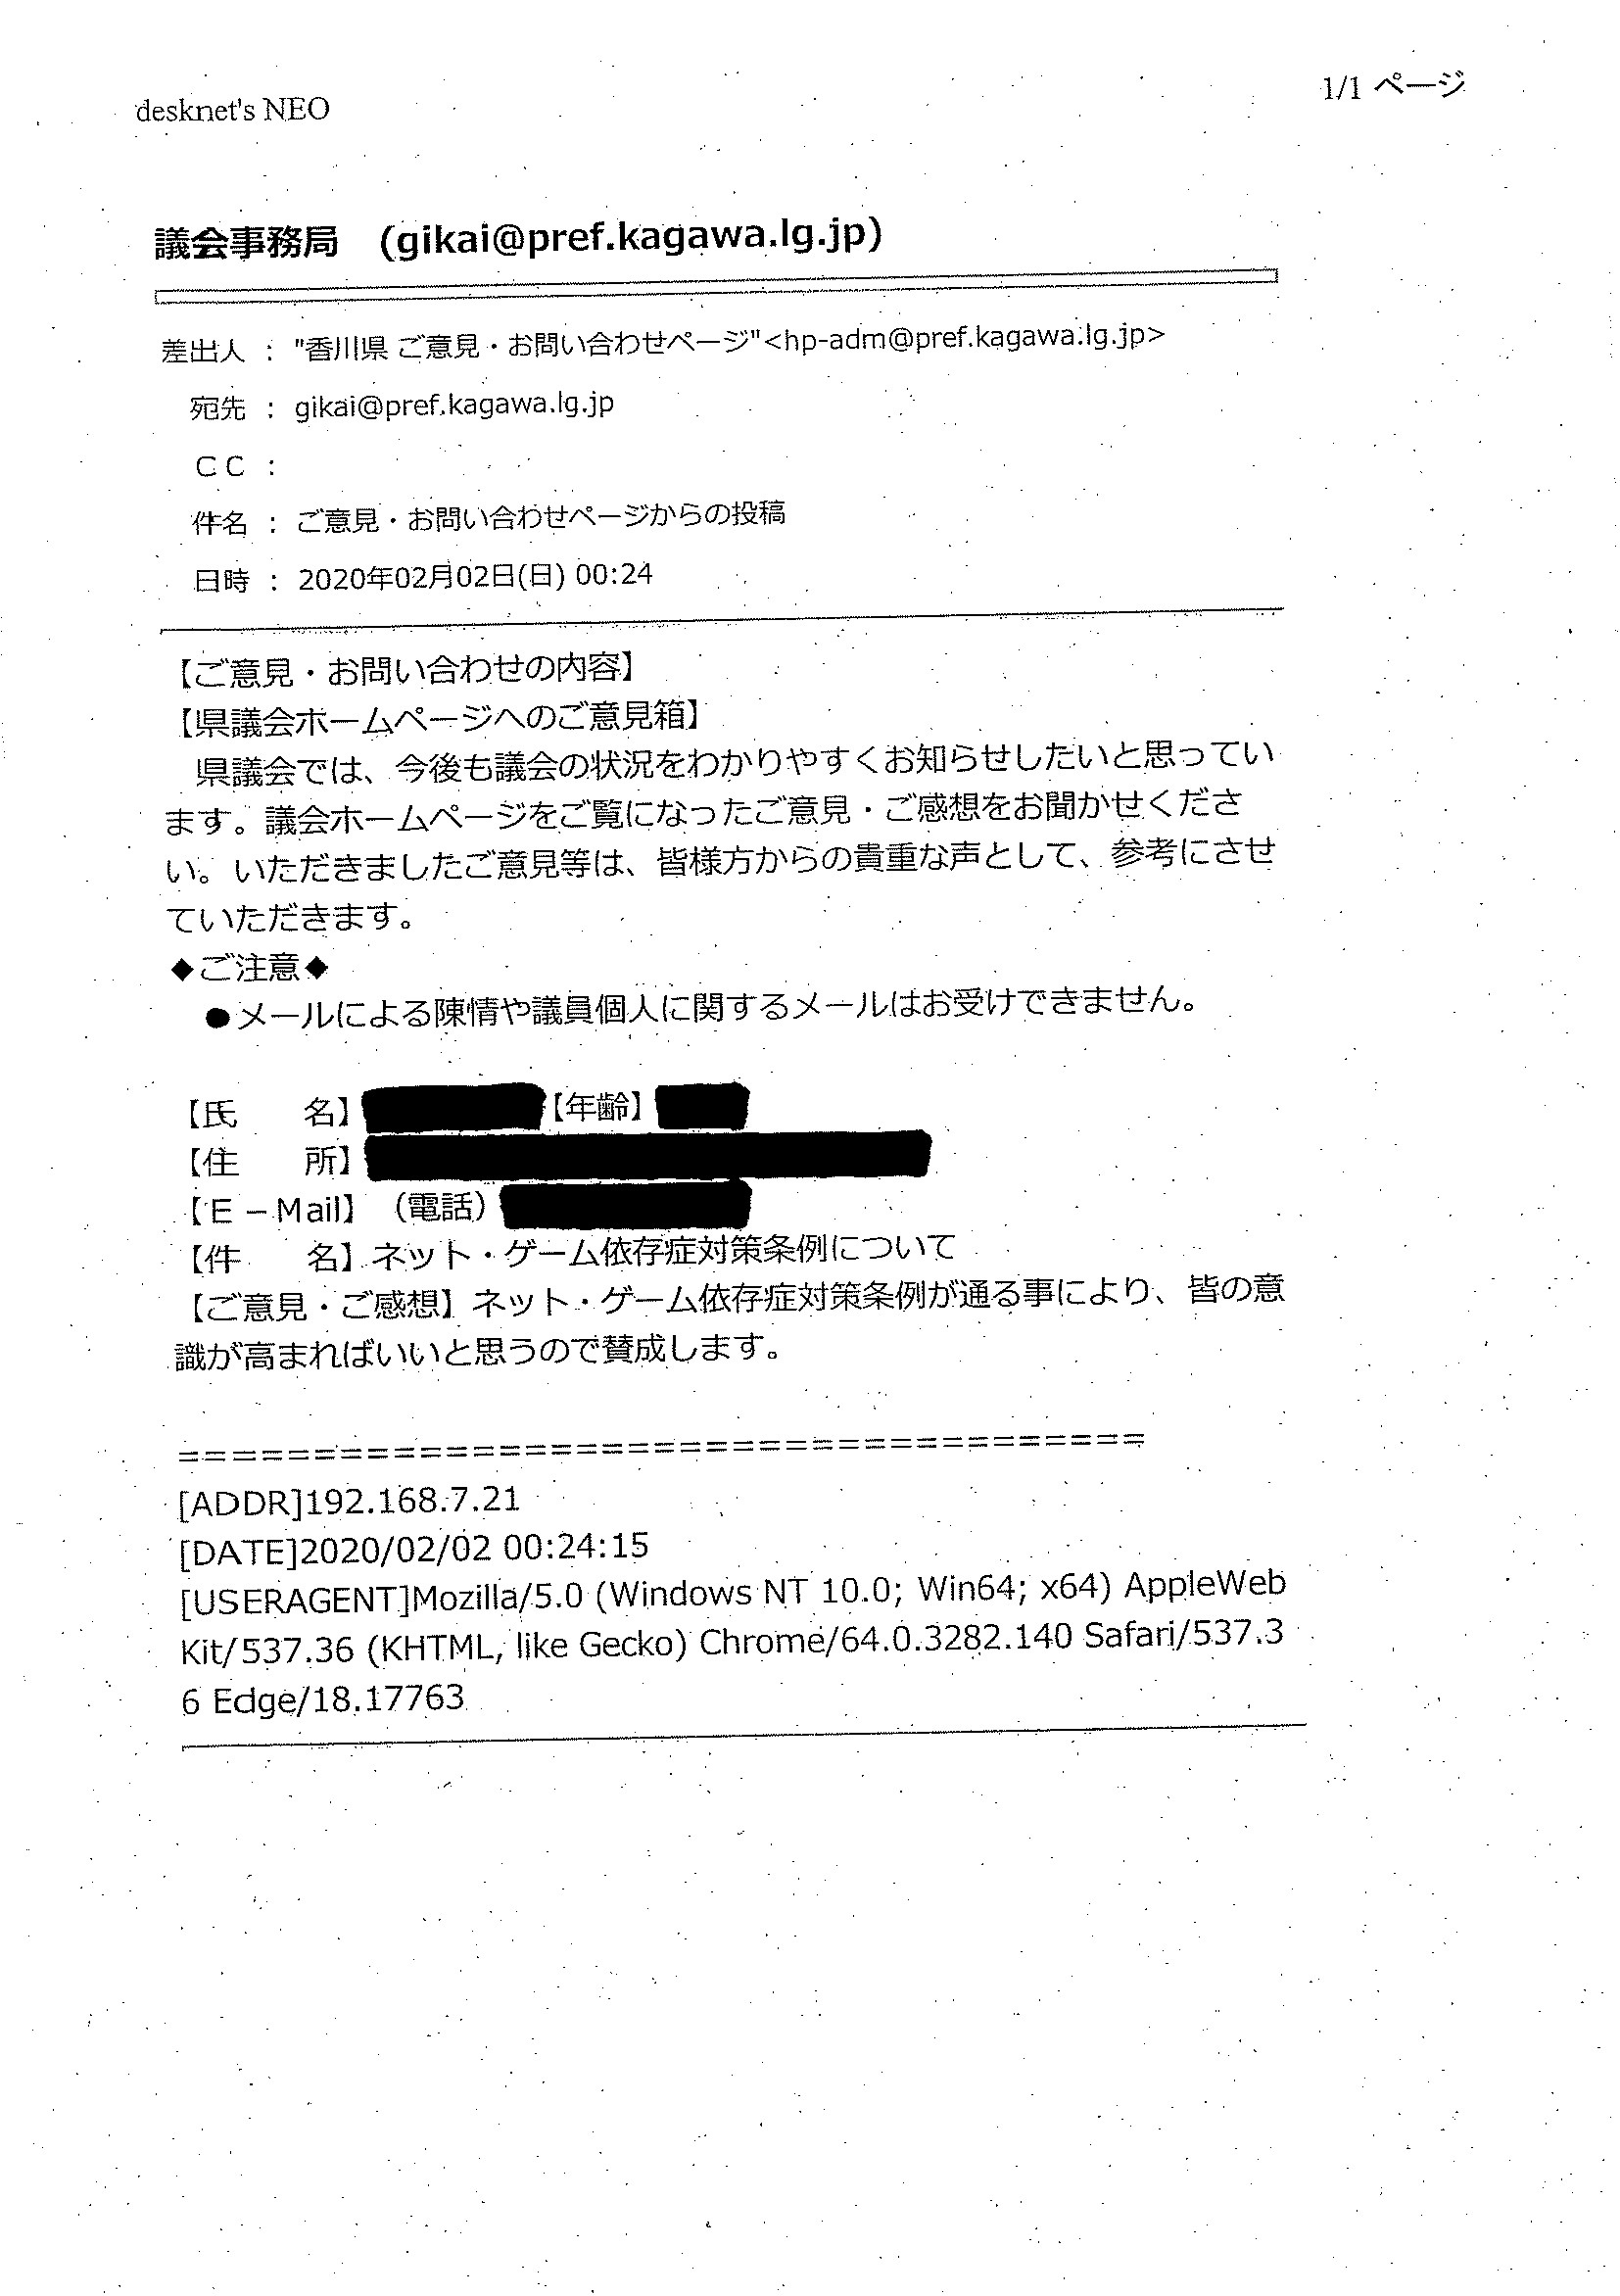 desknet's NEO
1/1 ページ
議会事務局　(gikai@pref.kagawa.lg.jp)
差出人 : "香川県 ご意見・お問い合わせページ"<hp-adm@pref.kagawa.lg.jp>
宛先 : gikai@pref.kagawa.lg.jp
ＣＣ :
件名 : ご意見・お問い合わせページからの投稿
日時 : 2020年02月02日(日) 00:24
【ご意見・お問い合わせの内容】
【県議会ホームページへのご意見箱】
　県議会では、今後も議会の状況をわかりやすくお知らせしたいと思ってい
ます。議会ホームページをご覧になったご意見・ご感想をお聞かせくださ
い。いただきましたご意見等は、皆様方からの貴重な声として、参考にさせ
ていただきます。
◆ご注意◆
　●メールによる陳情や議員個人に関するメールはお受けできません。
【氏　　名】【年齢】
【住　　所】
【E－Mail】（電話）
【件　　名】ネット・ゲーム依存症対策条例について
【ご意見・ご感想】ネット・ゲーム依存症対策条例が通る事により、皆の意
識が高まればいいと思うので賛成します。
=====================================
[ADDR]192.168.7.21
[DATE]2020/02/02 00:24:15
[USERAGENT]Mozilla/5.0 (Windows NT 10.0; Win64; x64) AppleWeb
Kit/537.36 (KHTML, like Gecko) Chrome/64.0.3282.140 Safari/537.3
6 Edge/18.17763